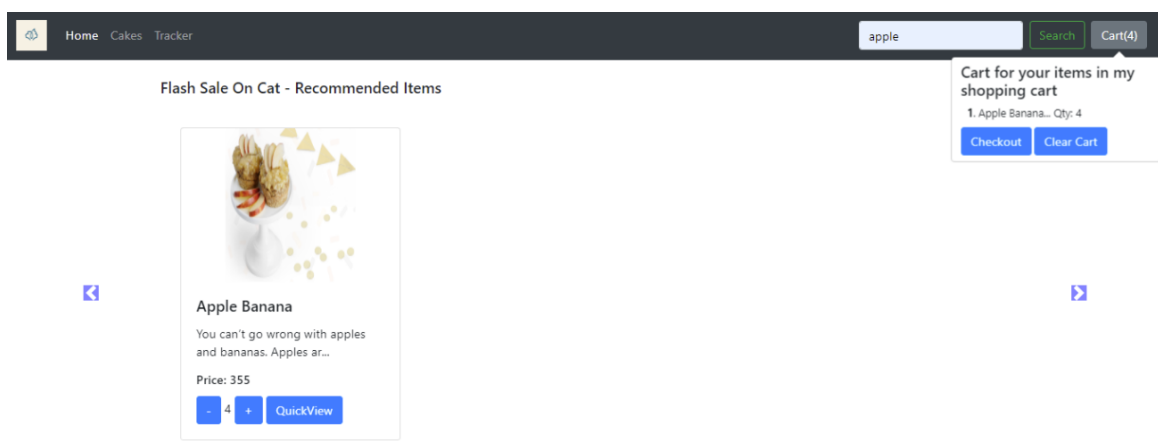 Home Cakes Tracker
apple
Search
Cart(4)
Cart for your items in my
shopping cart
1. Apple Banana... Qty: 4
Checkout Clear Cart
Flash Sale On Cat - Recommended Items
Apple Banana
You can't go wrong with apples
and bananas. Apples ar...
Price: 355
- 4 + QuickView